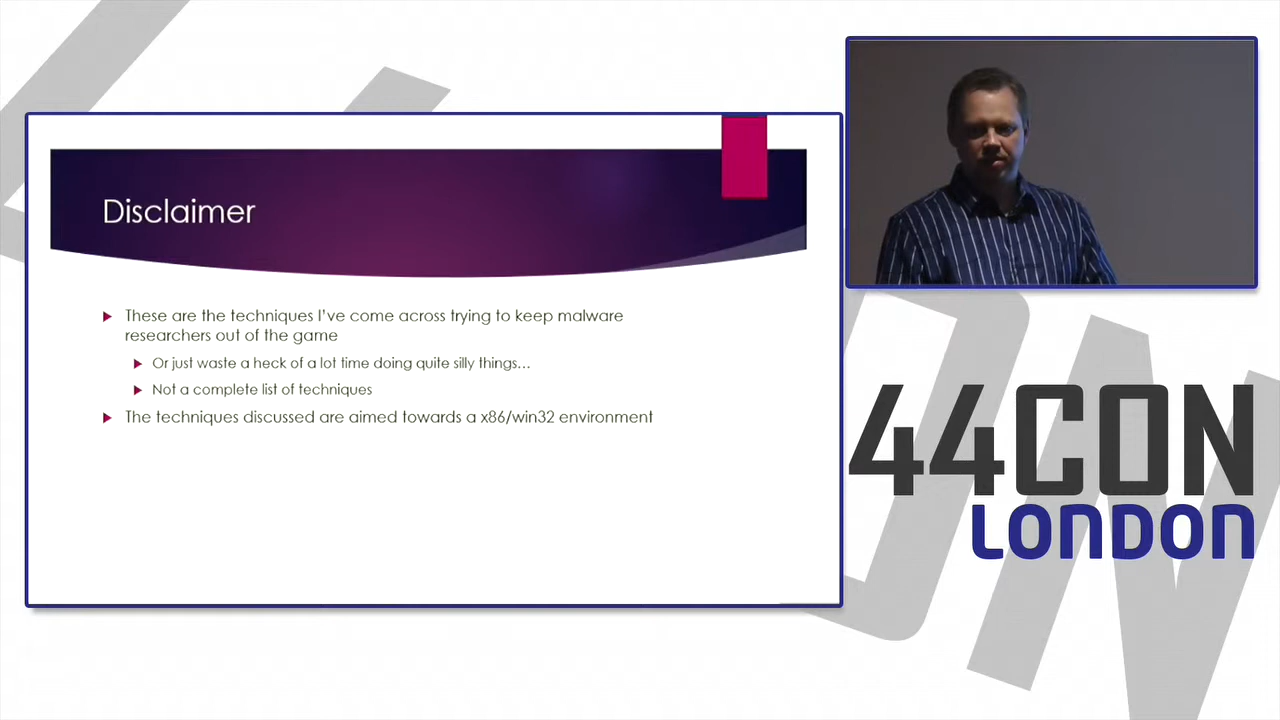 Disclaimer
These are the techniques I've come across trying to keep malware
researchers out of the game
Or just waste a heck of a lot time doing quite silly things...
Not a complete list of techniques
The techniques discussed are aimed towards a x86/win32 environment
44CON
LONDON